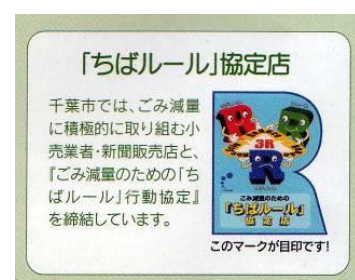 「ちばルール」協定店
千葉市では、ごみ減量
に積極的に取り組む小
売業者・新聞販売店と、
『ごみ減量のための「ち
ばルール」行動協定』
を締結しています。
R
R
3R
R
ごみ減量のための
「ちばルール」
協定店
このマークが目印です!